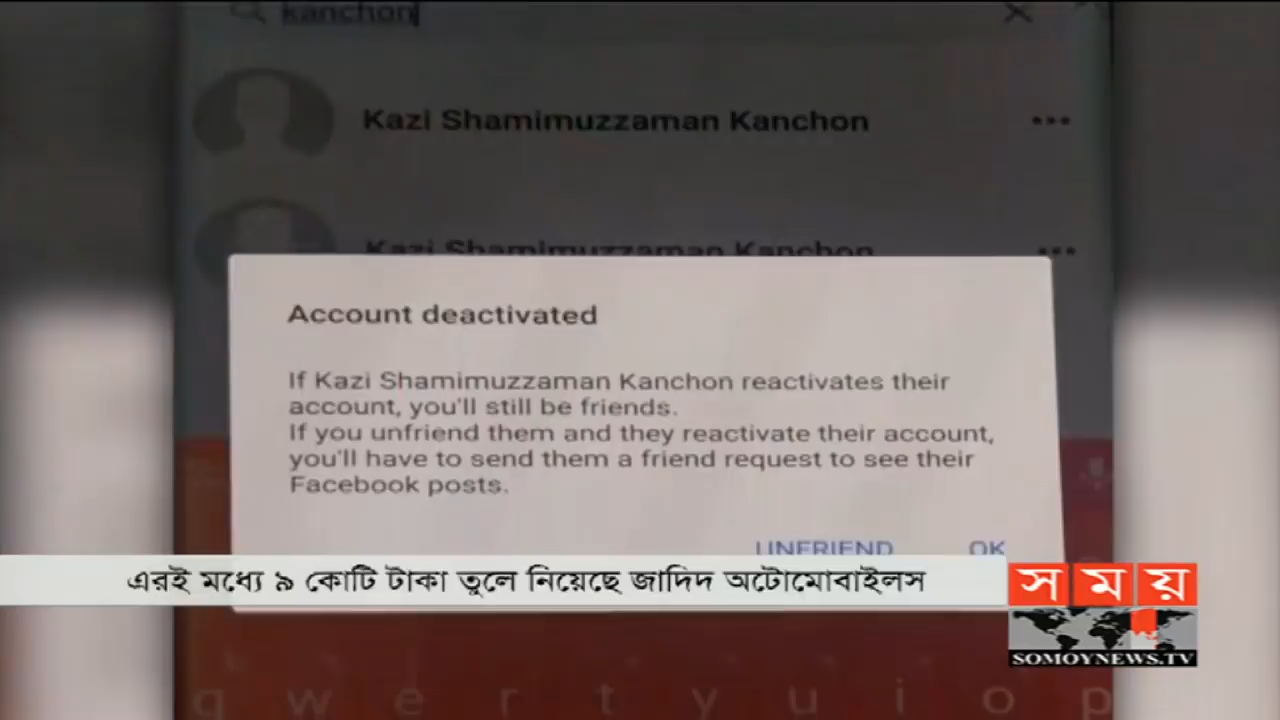 kanchon
Kazi Shamimuzzaman Kanchon
Kazi Shamimuzzaman Kanchon
Account deactivated
If Kazi Shamimuzzaman Kanchon reactivates their
account, you'll still be friends.
If you unfriend them and they reactivate their account,
you'll have to send them a friend request to see their
Facebook posts.
UNFRIEND OK
এরই মধ্যে ৯ কোটি টাকা তুলে নিয়েছে জাদিদ অটোমোবাইলস
সময়
SOMOYNEWS.TV
q w e r t y u i o p